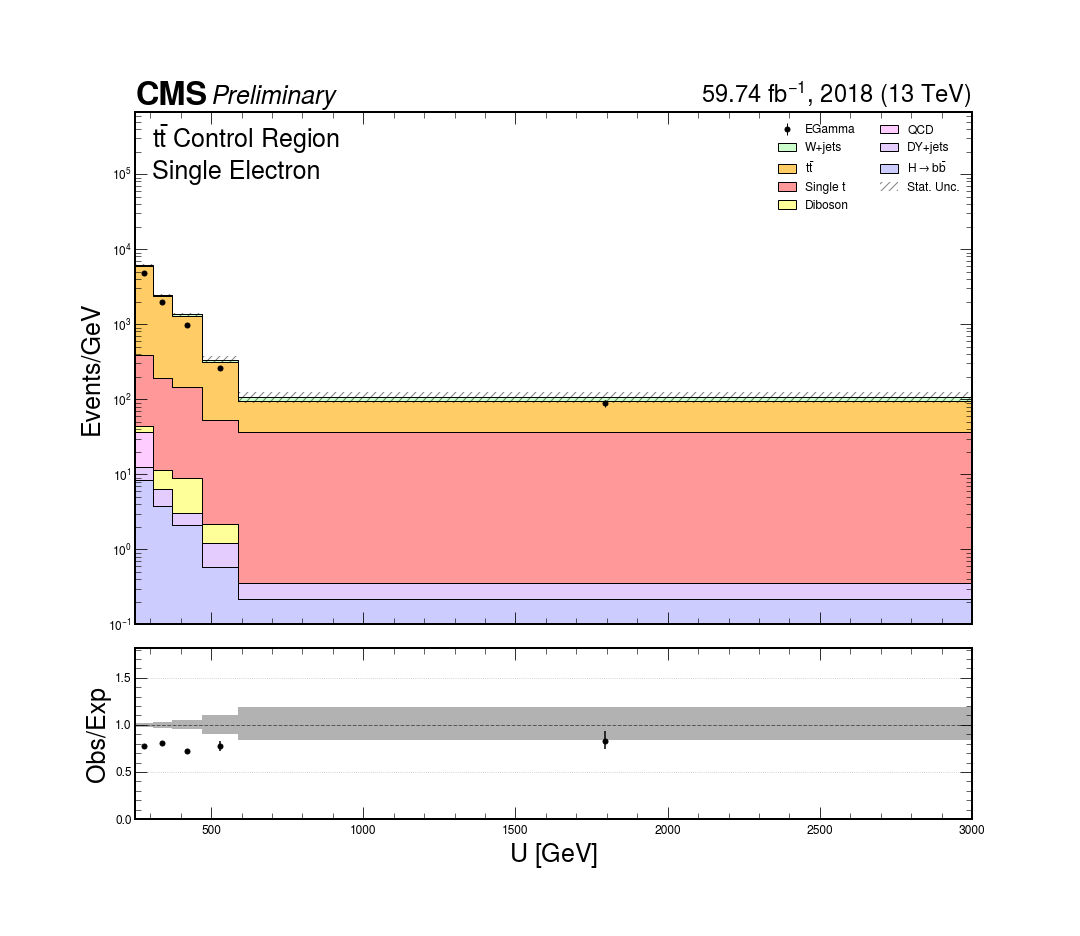 CMS Preliminary
59.74 fb⁻¹, 2018 (13 TeV)
tt̄ Control Region
Single Electron
EGamma
W+jets
tt̄
Single t
Diboson
QCD
DY+jets
H→bb̄
Stat. Unc.
Events/GeV
10⁵
10⁴
10³
10²
10¹
10⁰
10⁻¹
Obs/Exp
1.5
1.0
0.5
0.0
500
1000
1500
2000
2500
3000
U [GeV]